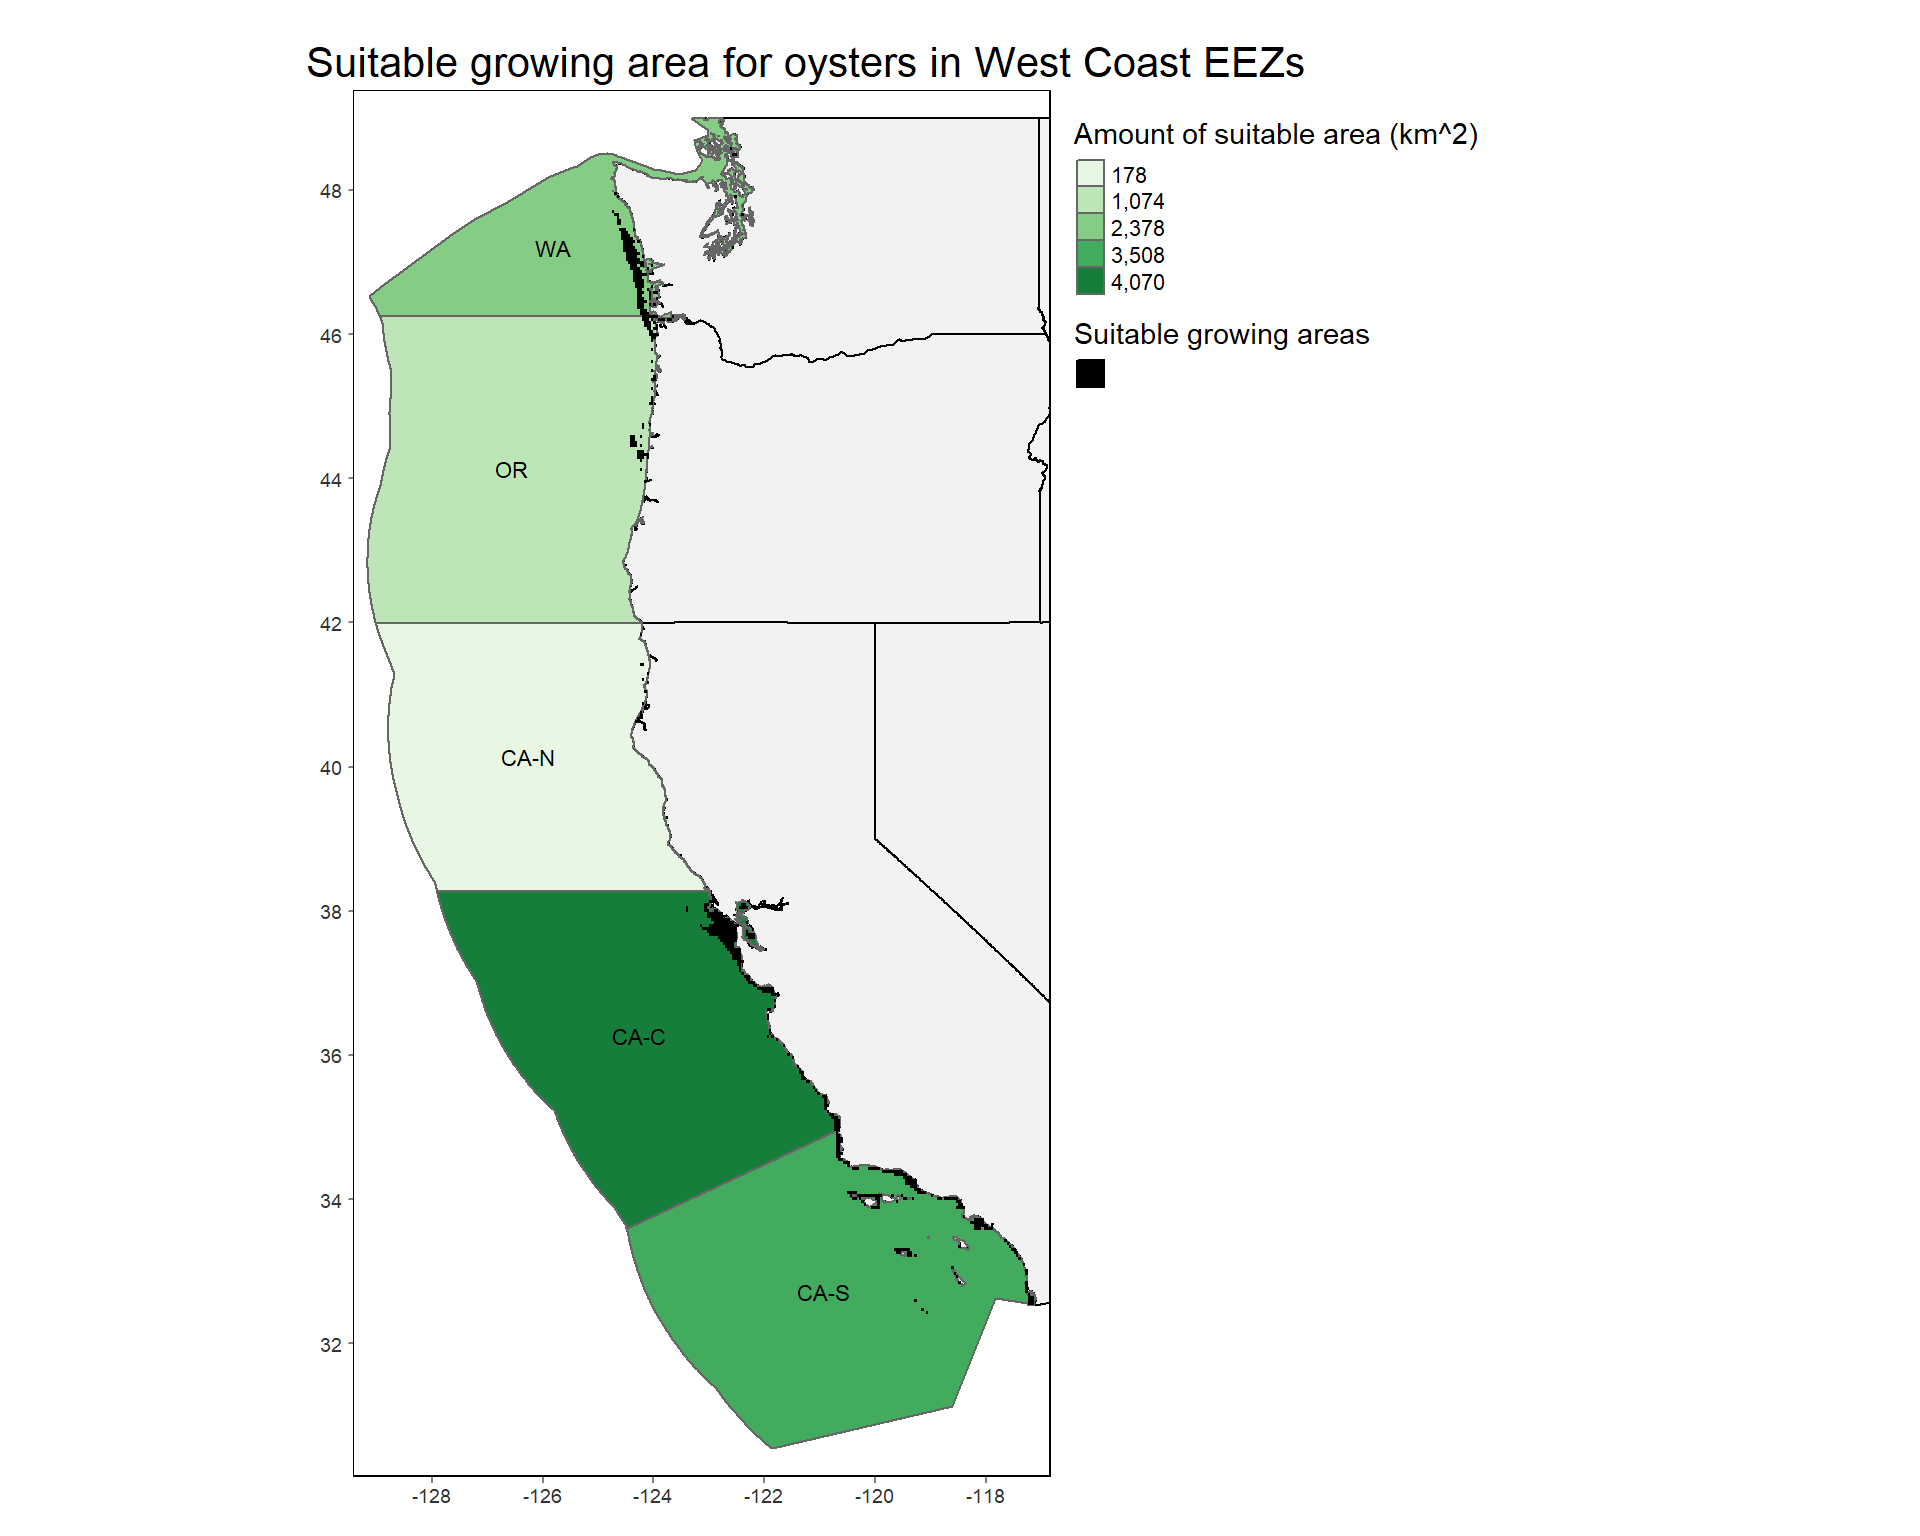 Suitable growing area for oysters in West Coast EEZs
Amount of suitable area (km^2)
178
1,074
2,378
3,508
4,070
Suitable growing areas
48
46
44
42
40
38
36
34
32
WA
OR
CA-N
CA-C
CA-S
-128
-126
-124
-122
-120
-118